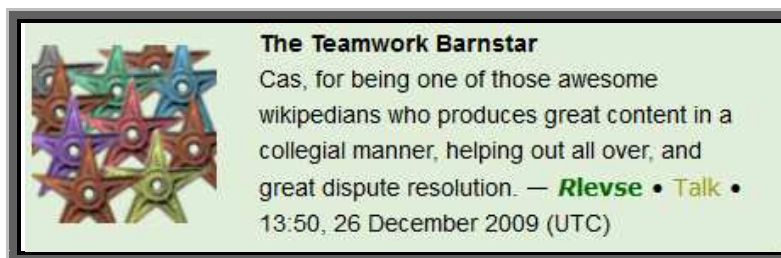 The Teamwork Barnstar
Cas, for being one of those awesome
wikipedians who produces great content in a
collegial manner, helping out all over, and
great dispute resolution. — Rlevse • Talk •
13:50, 26 December 2009 (UTC)